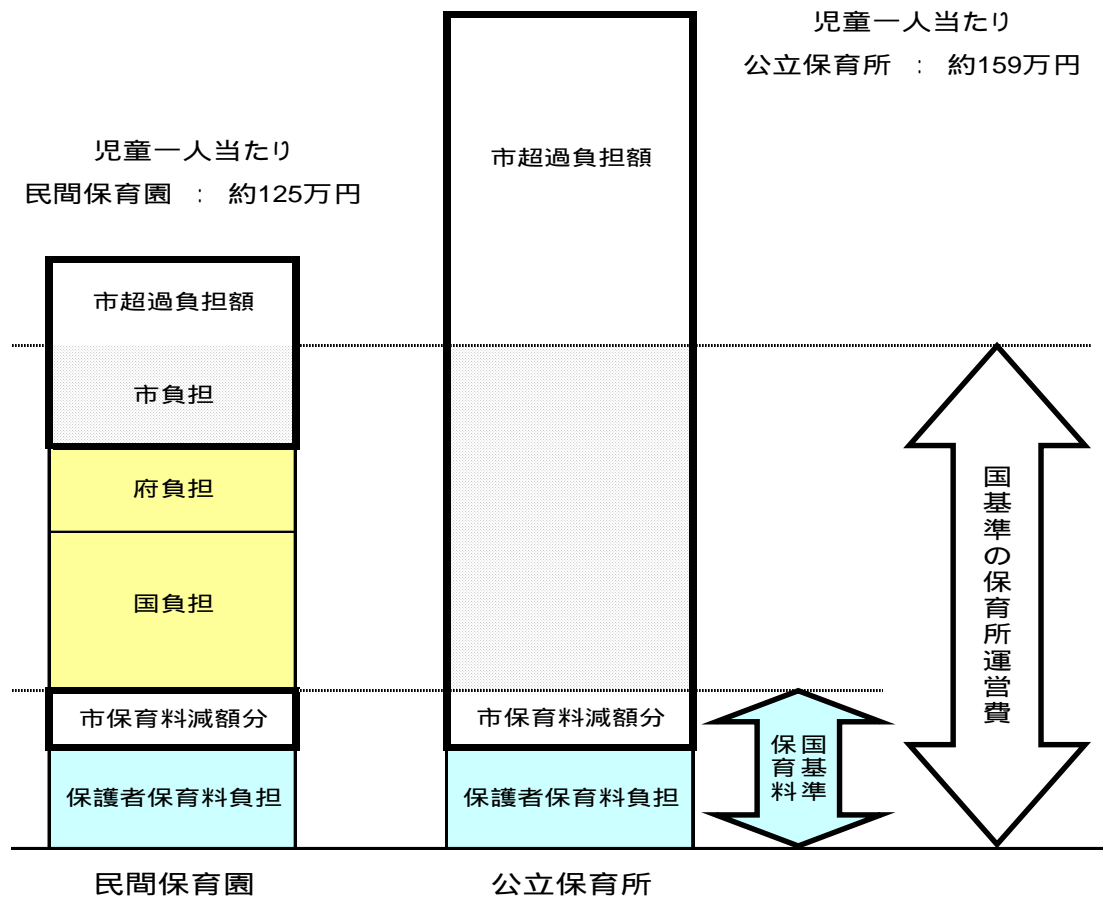 児童一人当たり
公立保育所 ： 約159万円
児童一人当たり
民間保育園 ： 約125万円
市超過負担額
市超過負担額
市負担
府負担
国負担
市保育料減額分
市保育料減額分
保護者保育料負担
保護者保育料負担
国基準
保育料
国基準の保育所運営費
民間保育園
公立保育所